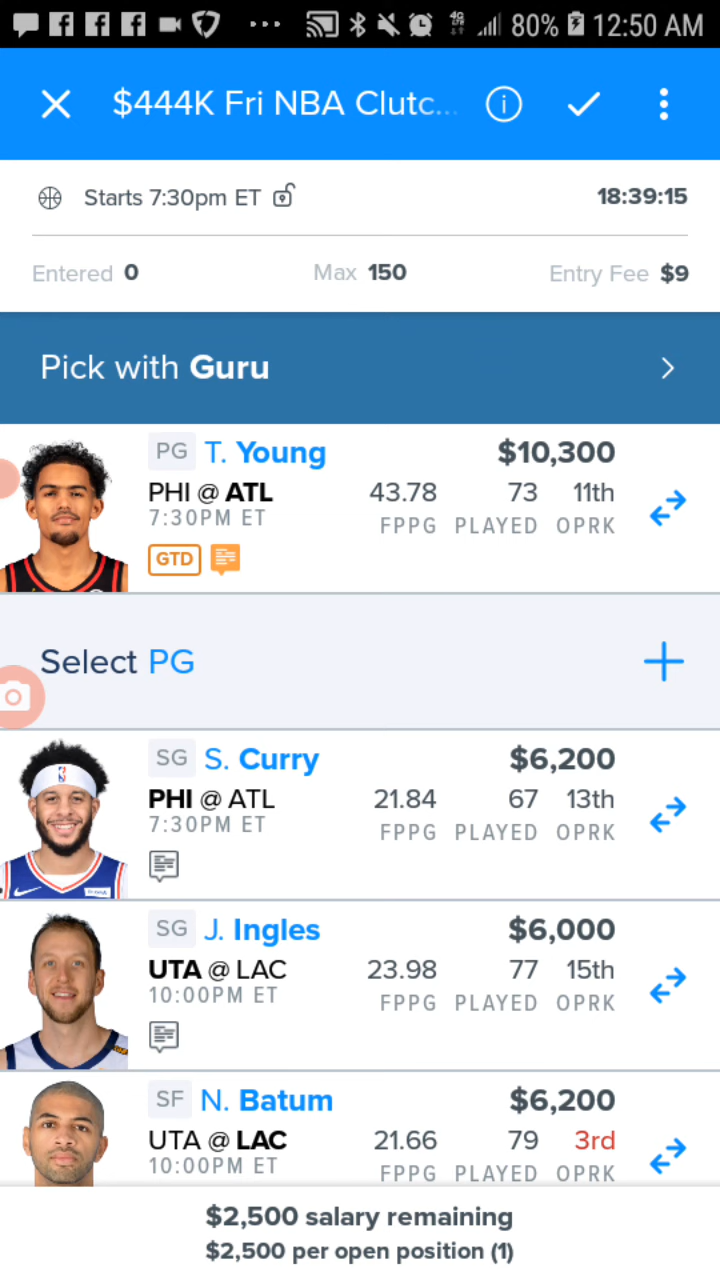 80% 12:50 AM
$444K Fri NBA Clutc...
Starts 7:30pm ET 18:39:15
Entered 0 Max 150 Entry Fee $9
Pick with Guru
PG T. Young $10,300
PHI @ ATL 43.78 73 11th
7:30PM ET FPPG PLAYED OPRK
GTD
Select PG
SG S. Curry $6,200
PHI @ ATL 21.84 67 13th
7:30PM ET FPPG PLAYED OPRK
SG J. Ingles $6,000
UTA @ LAC 23.98 77 15th
10:00PM ET FPPG PLAYED OPRK
SF N. Batum $6,200
UTA @ LAC 21.66 79 3rd
10:00PM ET FPPG PLAYED OPRK
$2,500 salary remaining
$2,500 per open position (1)